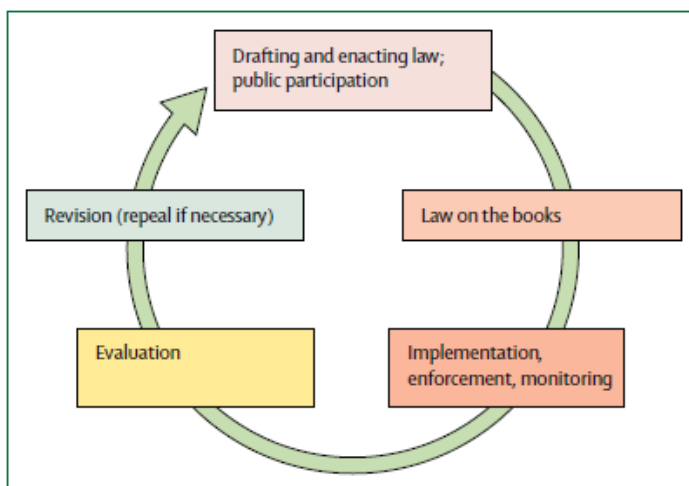 Drafting and enacting law;
public participation
Law on the books
Implementation,
enforcement, monitoring
Evaluation
Revision (repeal if necessary)